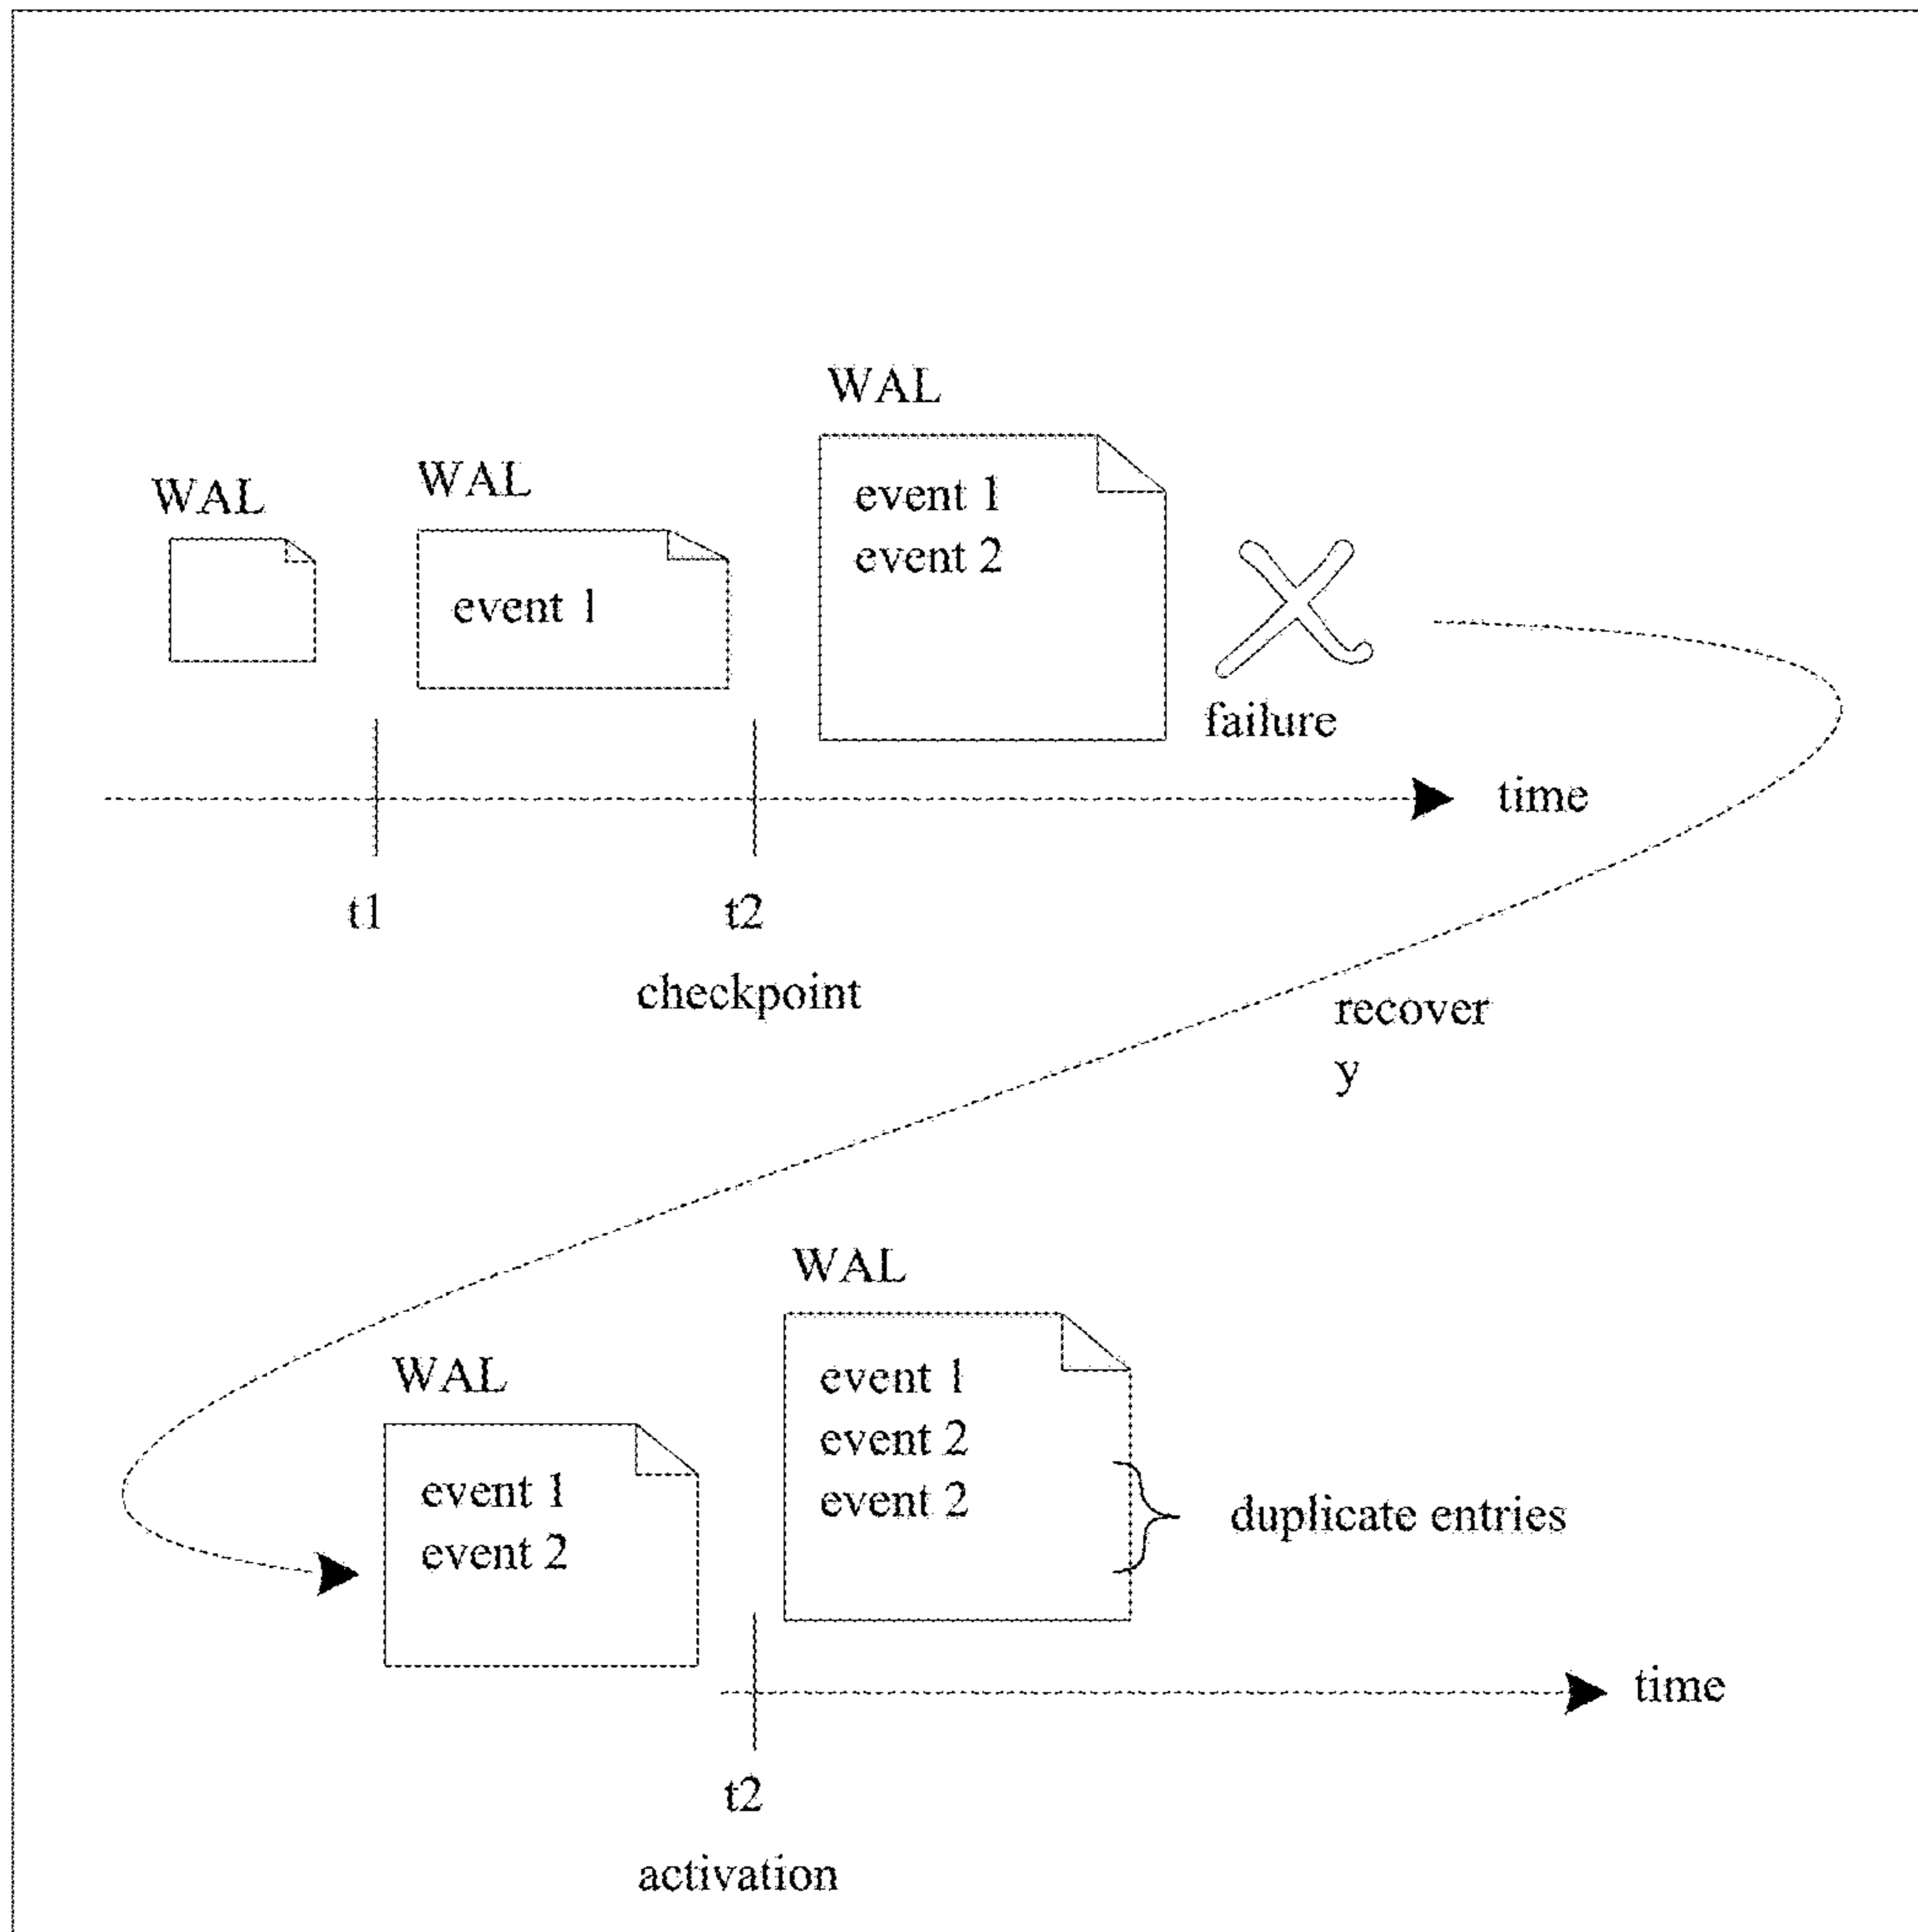 WAL
WAL
WAL
event 1
event 1
event 2
failure
time
t1
t2
checkpoint
recover
y
WAL
WAL
event 1
event 2
event 1
event 2
event 2
duplicate entries
time
t2
activation